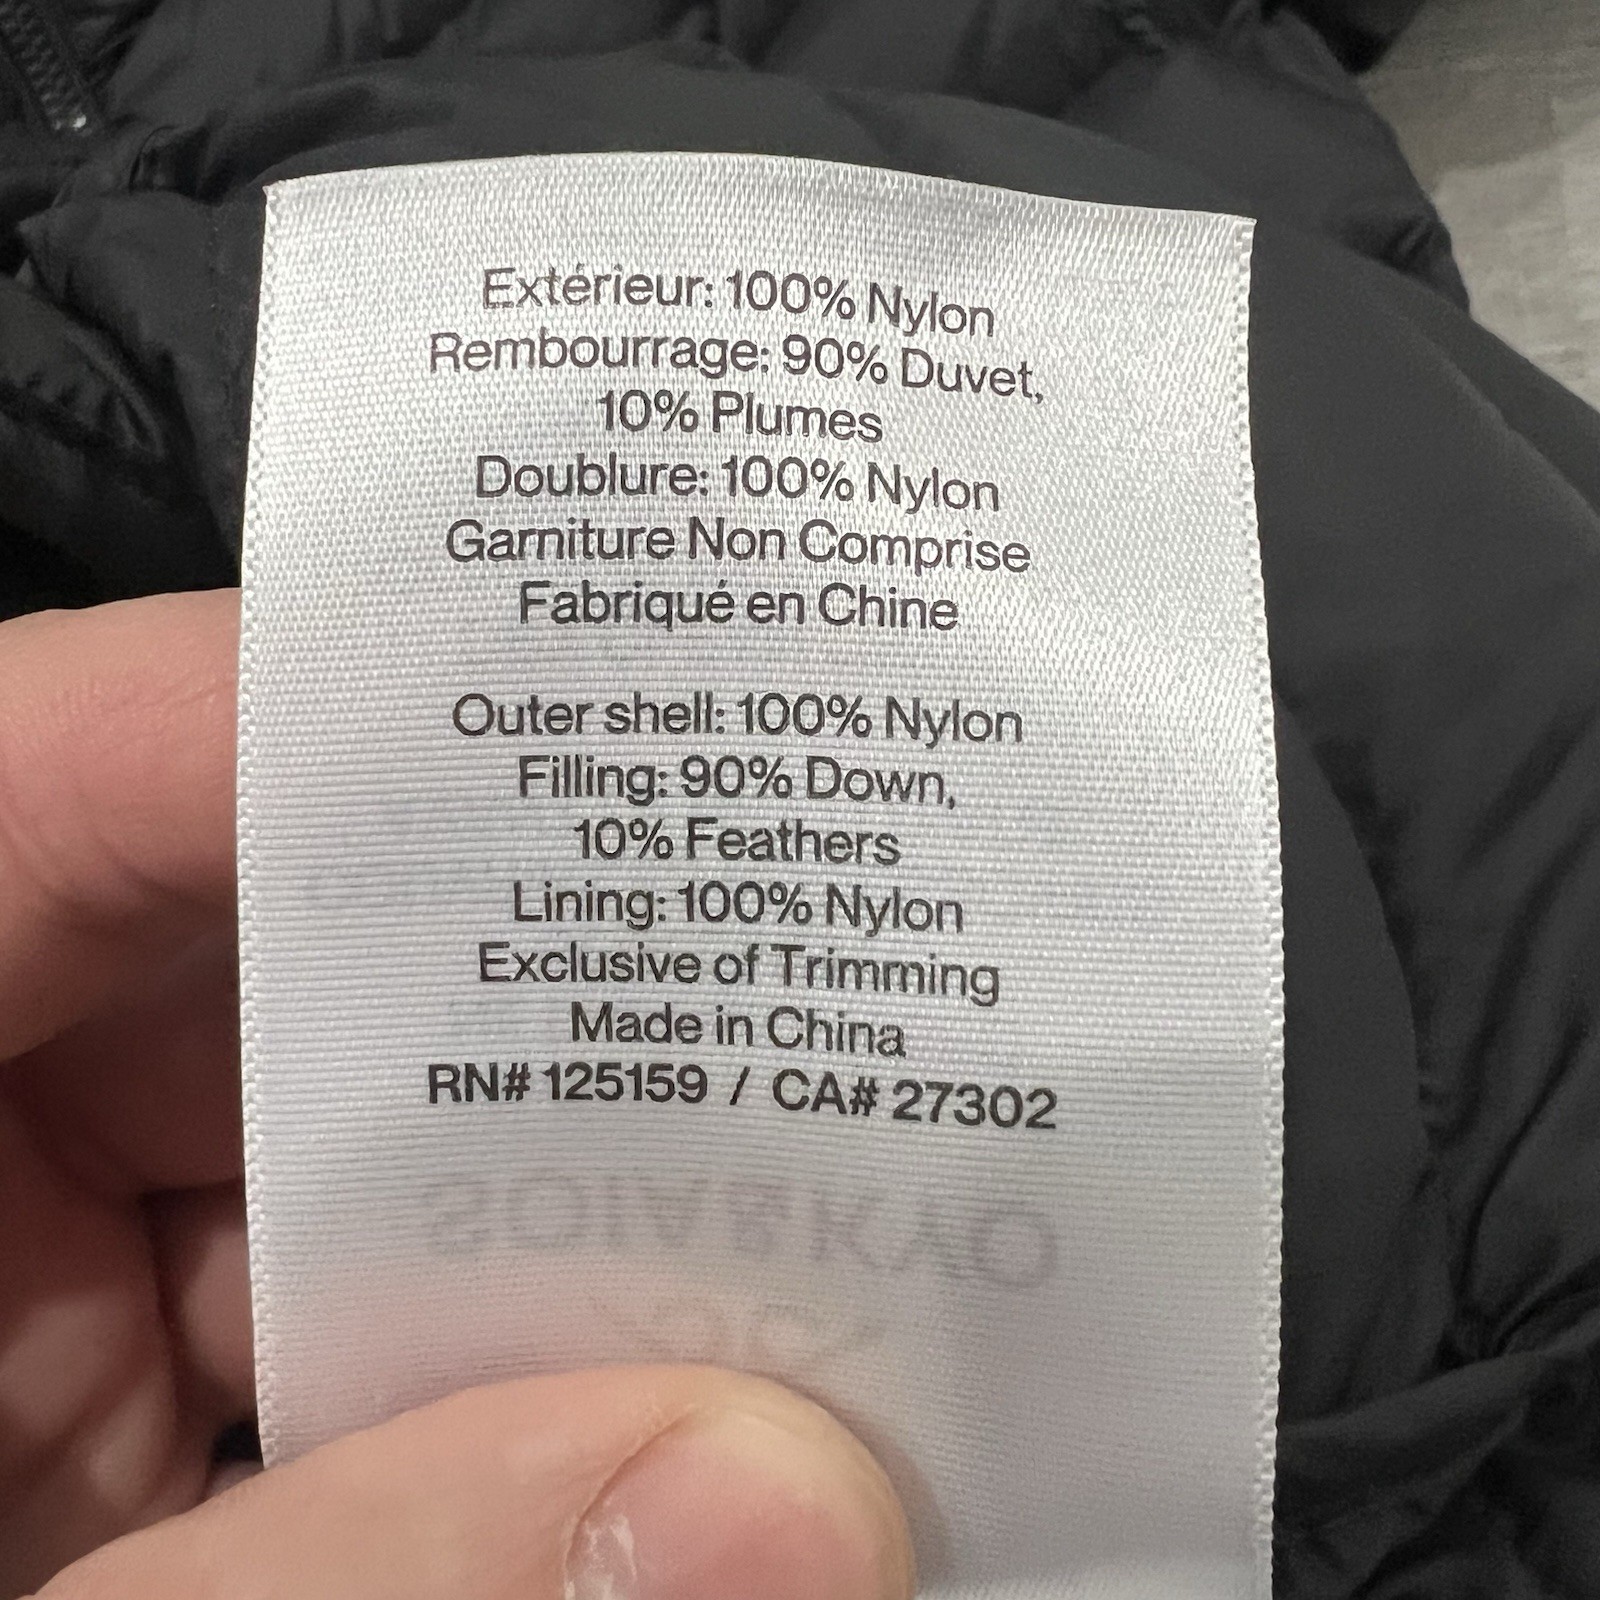 Extérieur: 100% Nylon
Rembourrage: 90% Duvet,
10% Plumes
Doublure: 100% Nylon
Garniture Non Comprise
Fabriqué en Chine
Outer shell: 100% Nylon
Filling: 90% Down,
10% Feathers
Lining: 100% Nylon
Exclusive of Trimming
Made in China
RN# 125159 / CA# 27302